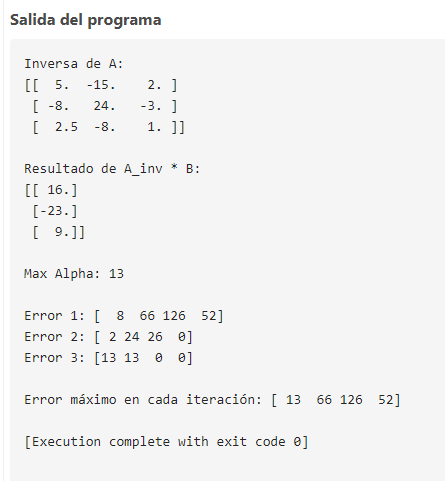 Salida del programa
Inversa de A:
[[  5.  -15.    2. ]
 [ -8.   24.   -3. ]
 [  2.5  -8.    1. ]]
Resultado de A_inv * B:
[[ 16.]
 [-23.]
 [  9.]]
Max Alpha: 13
Error 1: [  8  66 126  52]
Error 2: [ 2 24 26  0]
Error 3: [13 13  0  0]
Error máximo en cada iteración: [ 13  66 126  52]
[Execution complete with exit code 0]